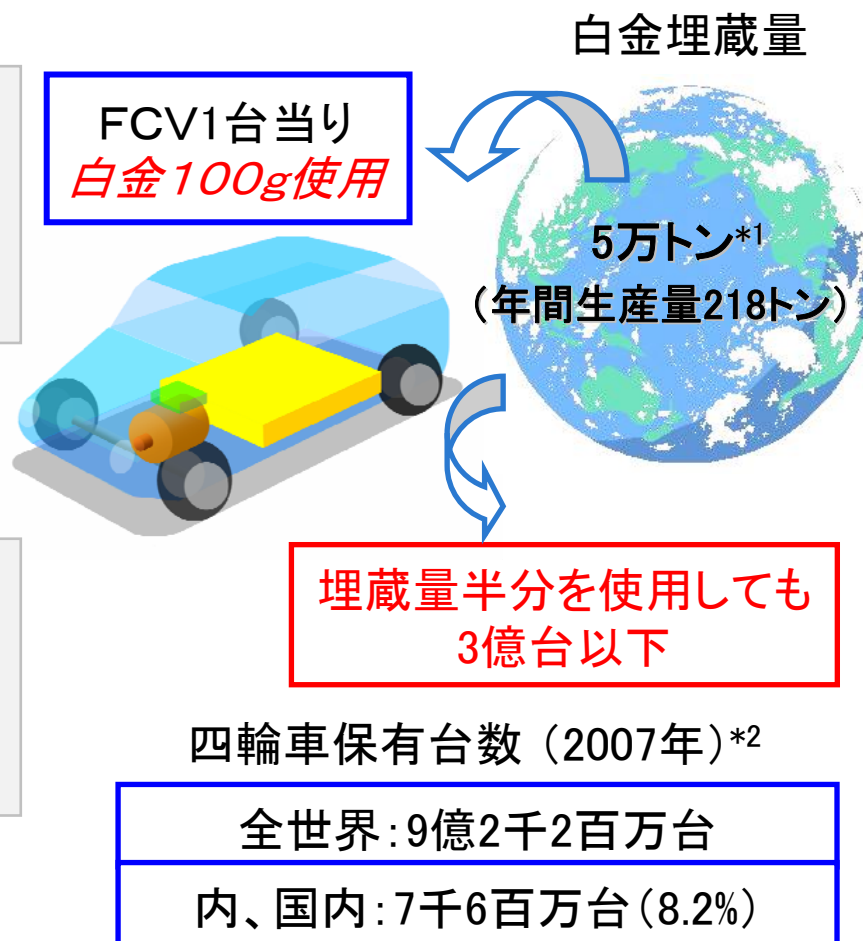 白金埋蔵量
FCV1台当り
白金100g使用
5万トン*1
(年間生産量218トン)
埋蔵量半分を使用しても
3億台以下
四輪車保有台数(2007年)*2
全世界:9億2千2百万台
内、国内:7千6百万台(8.2%)